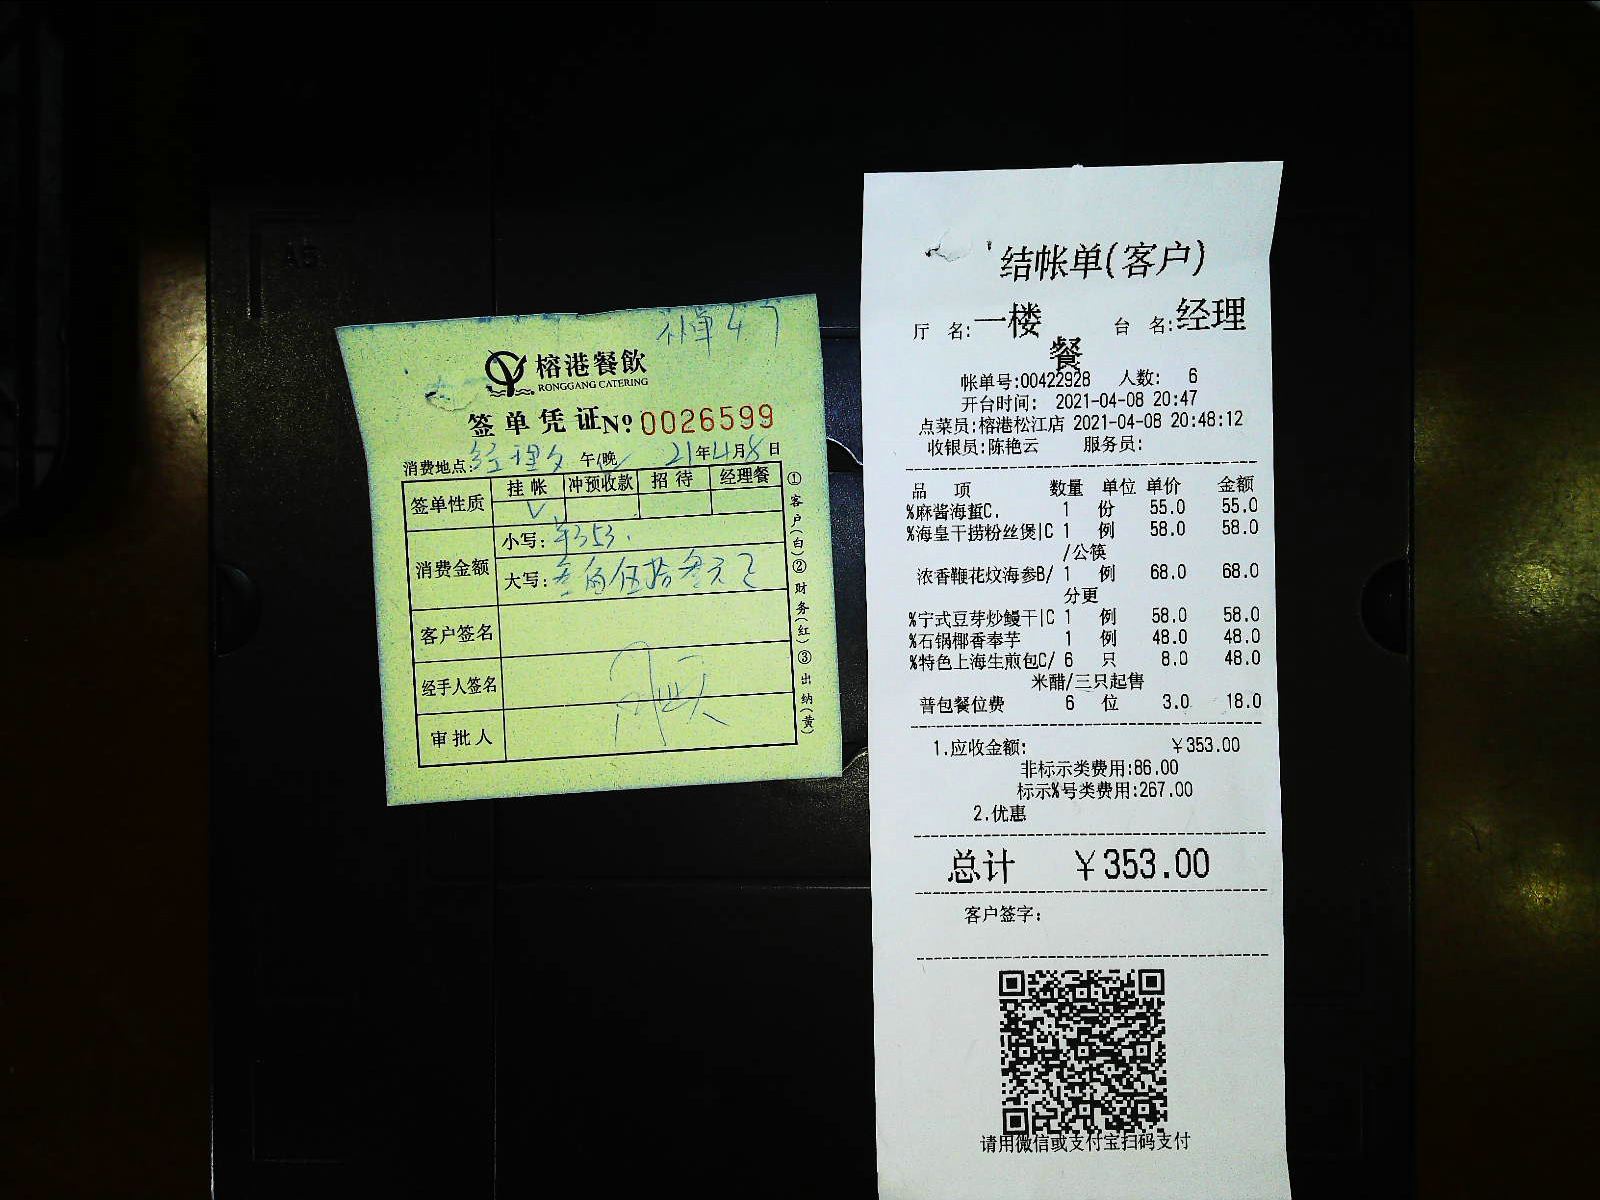 补单 4.9
榕港餐飲
RONGGANG CATERING
签单凭证 № 0026599
消费地点: 经理 午/晚 21年4月8日
签单性质 挂帐 冲预收款 招待 经理餐
√
消费金额 小写: ¥353.
大写: 叁佰伍拾叁元正
客户签名
经手人签名
审批人
①客户(白)②财务(红)③出纳(黄)
结帐单(客户)
厅 名:一楼 台 名:经理
餐
帐单号:00422928 人数: 6
开台时间: 2021-04-08 20:47
点菜员:榕港松江店 2021-04-08 20:48:12
收银员:陈艳云 服务员:
品 项 数量 单位 单价 金额
%麻酱海蜇C. 1 份 55.0 55.0
%海皇干捞粉丝煲|C 1 例 58.0 58.0
/公筷
浓香鞭花炆海参B/ 1 例 68.0 68.0
分更
%宁式豆芽炒鳗干|C 1 例 58.0 58.0
%石锅椰香奉芋 1 例 48.0 48.0
%特色上海生煎包C/ 6 只 8.0 48.0
米醋/三只起售
普包餐位费 6 位 3.0 18.0
1.应收金额: ¥353.00
非标示类费用:86.00
标示%号类费用:267.00
2.优惠
总计 ¥353.00
客户签字:
请用微信或支付宝扫码支付
A5